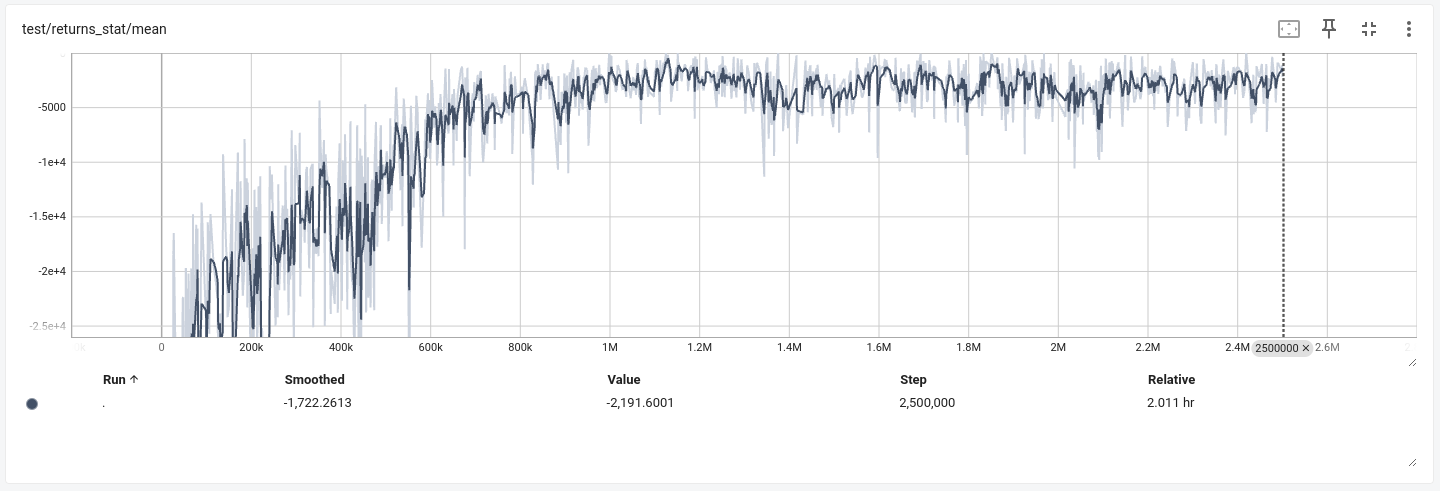 test/returns_stat/mean
-5000
-1e+4
-1.5e+4
-2e+4
-2.5e+4
0 200k 400k 600k 800k 1M 1.2M 1.4M 1.6M 1.8M 2M 2.2M 2.4M 2500000 × 2.6M
Run ↑ Smoothed Value Step Relative
. -1,722.2613 -2,191.6001 2,500,000 2.011 hr